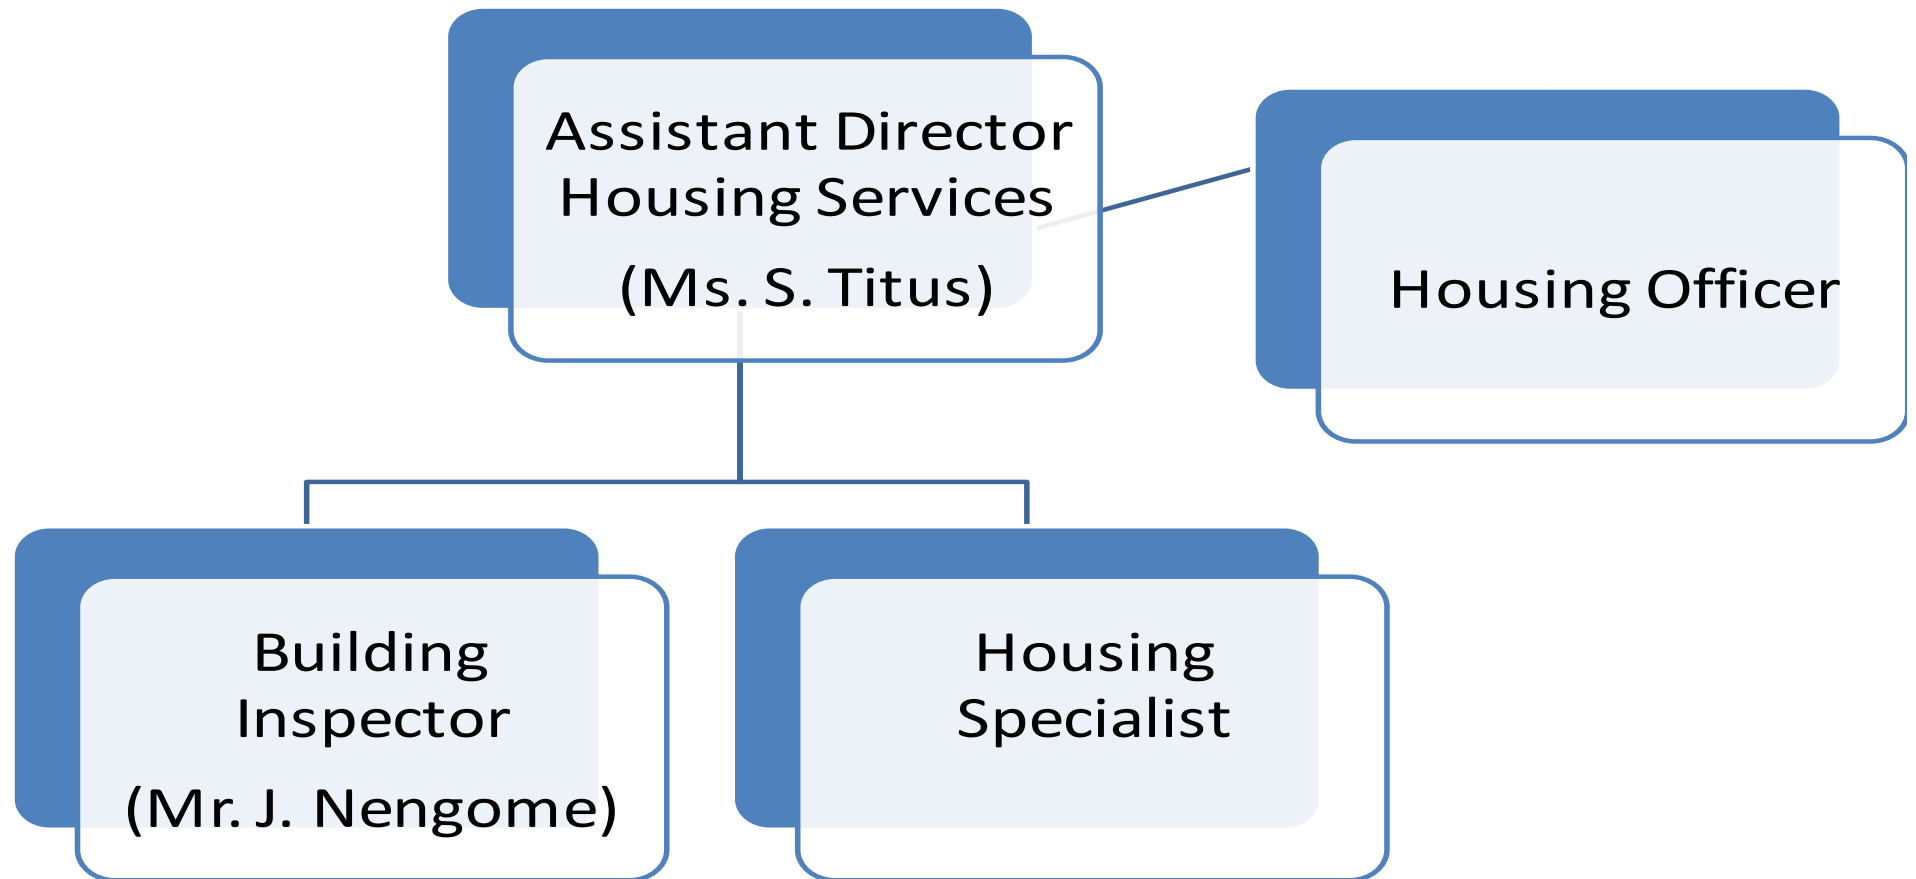 Assistant Director
Housing Services
(Ms. S. Titus)
Housing Officer
Building
Inspector
(Mr. J. Nengome)
Housing
Specialist